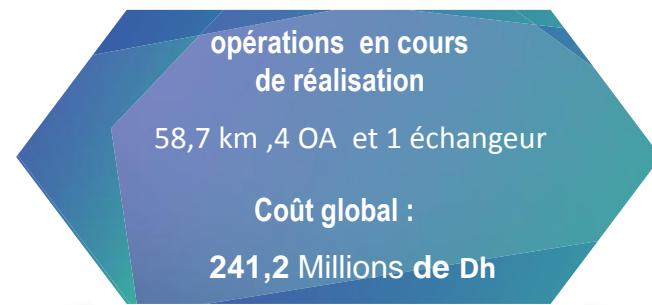 opérations en cours
de réalisation
58,7 km ,4 OA et 1 échangeur
Coût global :
241,2 Millions de Dh